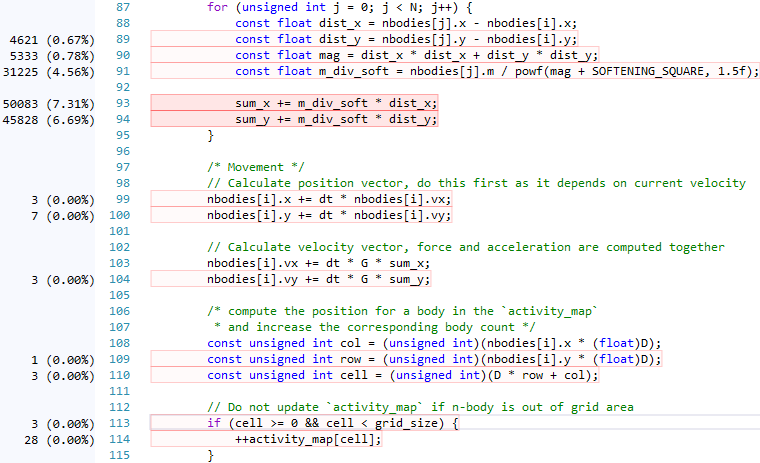 87 for (unsigned int j = 0; j < N; j++) {
88 const float dist_x = nbodies[j].x - nbodies[i].x;
4621 (0.67%) 89 const float dist_y = nbodies[j].y - nbodies[i].y;
5333 (0.78%) 90 const float mag = dist_x * dist_x + dist_y * dist_y;
31225 (4.56%) 91 const float m_div_soft = nbodies[j].m / powf(mag + SOFTENING_SQUARE, 1.5f);
92
50083 (7.31%) 93 sum_x += m_div_soft * dist_x;
45828 (6.69%) 94 sum_y += m_div_soft * dist_y;
95 }
96
97 /* Movement */
98 // Calculate position vector, do this first as it depends on current velocity
3 (0.00%) 99 nbodies[i].x += dt * nbodies[i].vx;
7 (0.00%) 100 nbodies[i].y += dt * nbodies[i].vy;
101
102 // Calculate velocity vector, force and acceleration are computed together
103 nbodies[i].vx += dt * G * sum_x;
3 (0.00%) 104 nbodies[i].vy += dt * G * sum_y;
105
106 /* compute the position for a body in the `activity_map`
107 * and increase the corresponding body count */
108 const unsigned int col = (unsigned int)(nbodies[i].x * (float)D);
1 (0.00%) 109 const unsigned int row = (unsigned int)(nbodies[i].y * (float)D);
3 (0.00%) 110 const unsigned int cell = (unsigned int)(D * row + col);
111
112 // Do not update `activity_map` if n-body is out of grid area
3 (0.00%) 113 if (cell >= 0 && cell < grid_size) {
28 (0.00%) 114 ++activity_map[cell];
115 }